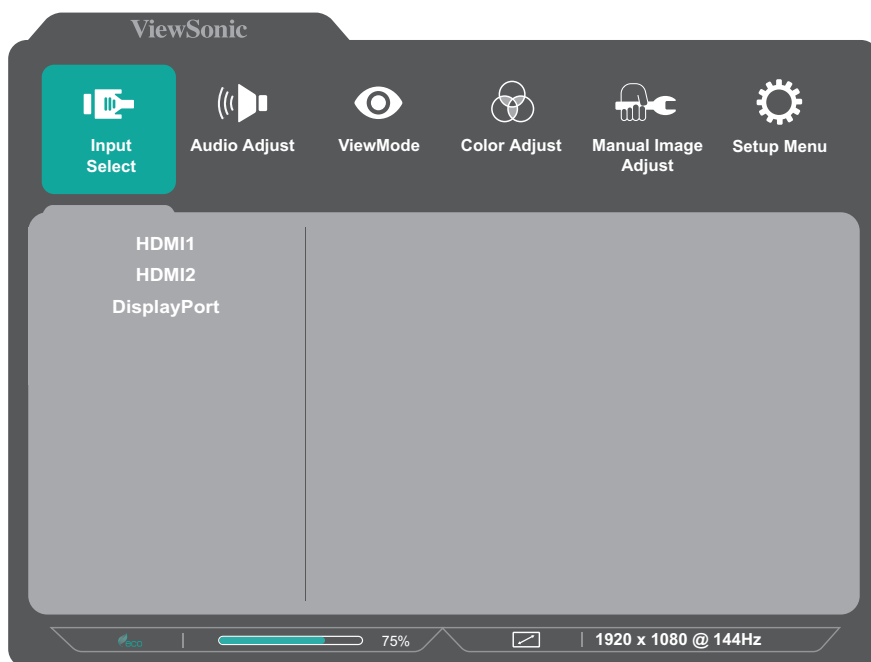 ViewSonic
Input
Select
Audio Adjust
ViewMode
Color Adjust
Manual Image
Adjust
Setup Menu
HDMI1
HDMI2
DisplayPort
eco
75%
1920 x 1080 @ 144Hz